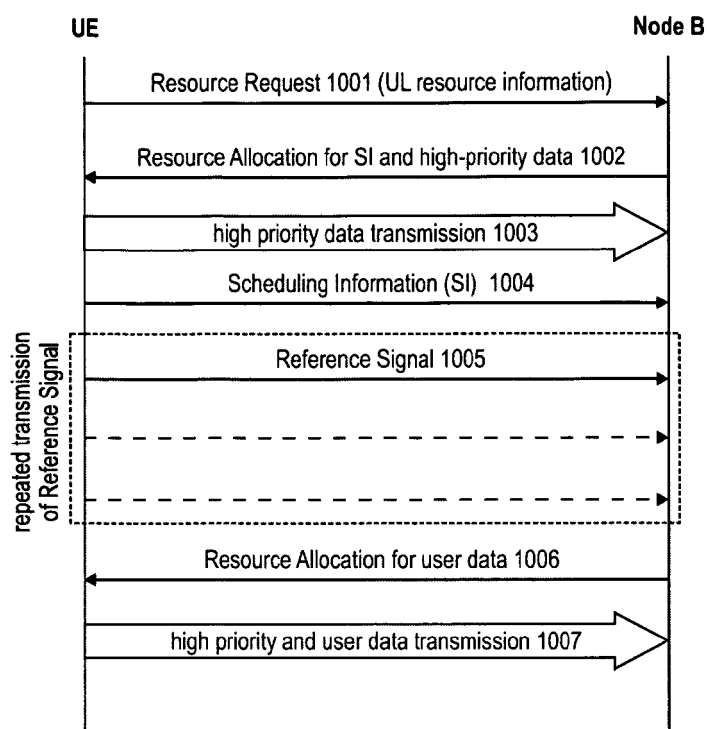 UE
Node B
Resource Request 1001 (UL resource information)
Resource Allocation for SI and high-priority data 1002
high priority data transmission 1003
Scheduling Information (SI) 1004
repeated transmission
of Reference Signal
Reference Signal 1005
Resource Allocation for user data 1006
high priority and user data transmission 1007